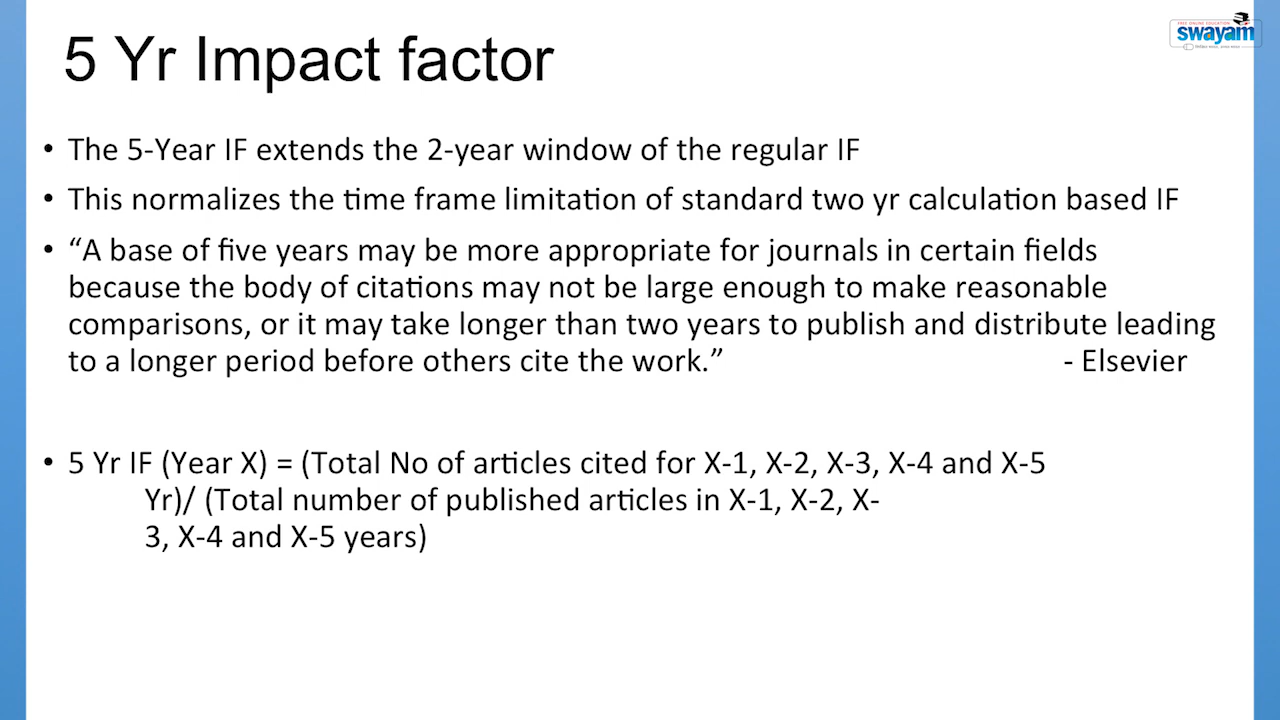 FREE ONLINE EDUCATION
swayam
5 Yr Impact factor
• The 5-Year IF extends the 2-year window of the regular IF
• This normalizes the time frame limitation of standard two yr calculation based IF
• “A base of five years may be more appropriate for journals in certain fields
because the body of citations may not be large enough to make reasonable
comparisons, or it may take longer than two years to publish and distribute leading
to a longer period before others cite the work.” - Elsevier
• 5 Yr IF (Year X) = (Total No of articles cited for X-1, X-2, X-3, X-4 and X-5
Yr)/ (Total number of published articles in X-1, X-2, X-
3, X-4 and X-5 years)